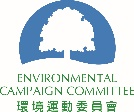 ENVIRONMENTAL
CAMPAIGN COMMITTEE
環境運動委員會